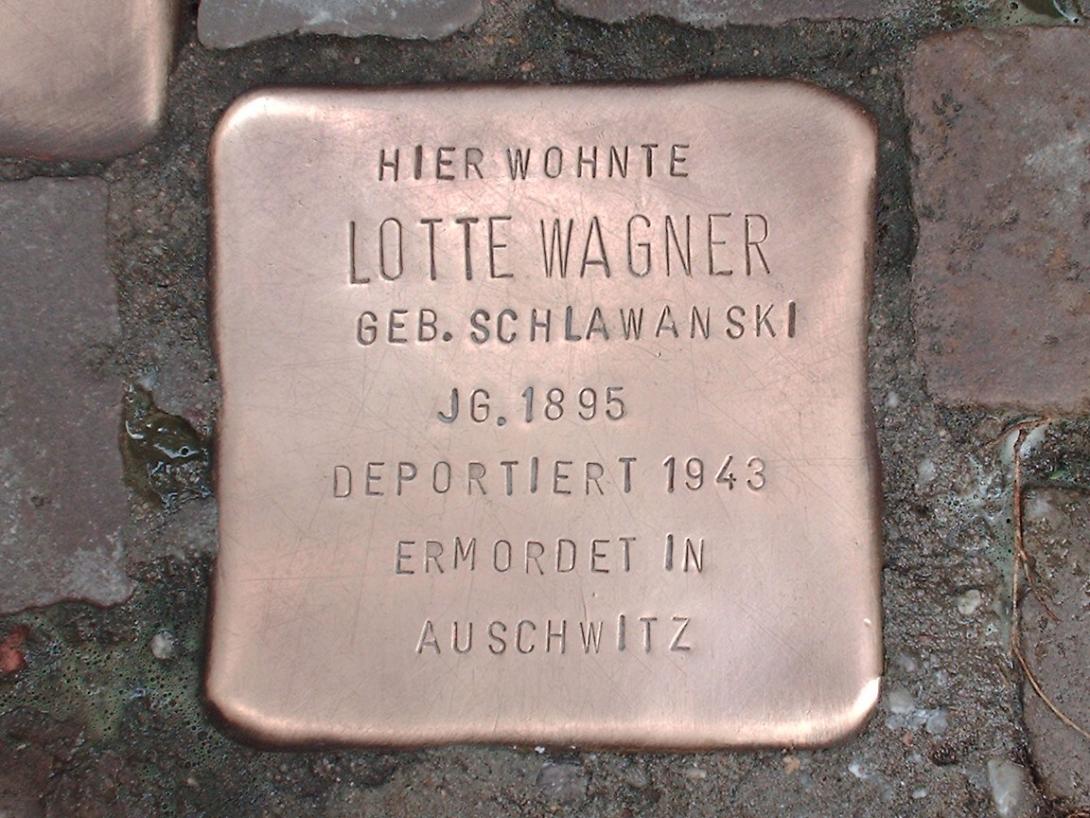 HIER WOHNTE
LOTTE WAGNER
GEB. SCHLAWANSKI
JG. 1895
DEPORTIERT 1943
ERMORDET IN
AUSCHWITZ